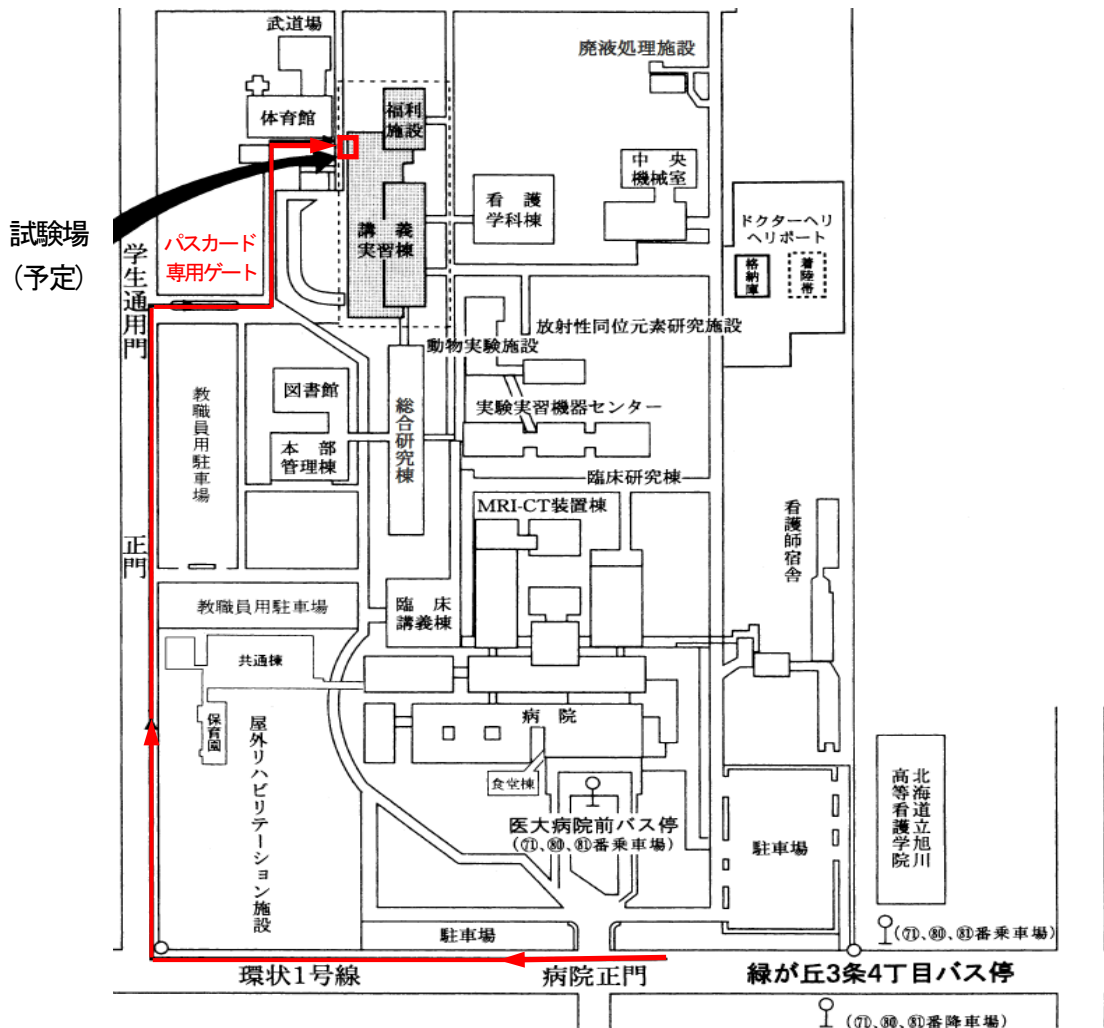 武道場
廃液処理施設
体育館
福利
施設
中央
機械室
看護
学科棟
ドクターヘリ
ヘリポート
格納庫
着陸帯
試験場
(予定)
学生通用門
パスカード
専用ゲート
講義
実習棟
放射性同位元素研究施設
動物実験施設
図書館
教職員用駐車場
総合研究棟
実験実習機器センター
本部
管理棟
臨床研究棟
MRI-CT装置棟
看護師宿舎
正門
教職員用駐車場
臨床
講義棟
共通棟
保育園
屋外リハビリテーション施設
病院
食堂棟
医大病院前バス停
(㉛、㊵、㊶番乗車場)
駐車場
北海道立旭川
高等看護学院
駐車場
(71、80、81番乗車場)
環状1号線
病院正門
緑が丘3条4丁目バス停
(71、80、81番降車場)